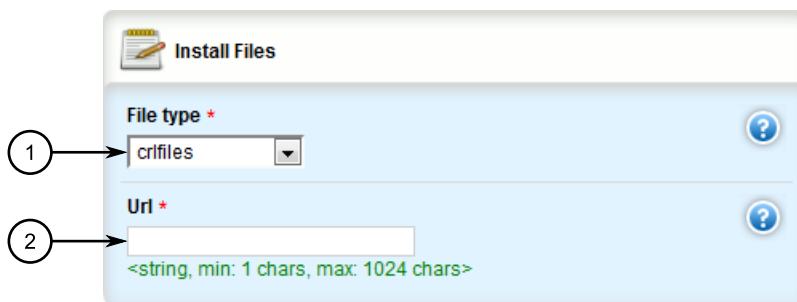 Install Files
File type *
1
crlfiles
Url *
2
<string, min: 1 chars, max: 1024 chars>